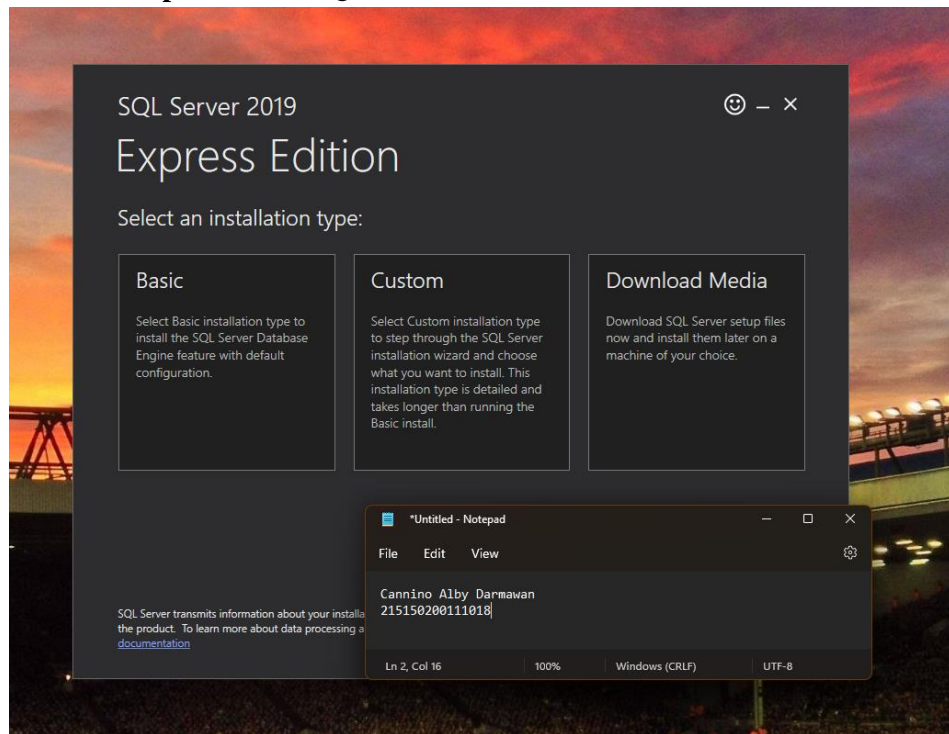 SQL Server 2019
Express Edition
Select an installation type:
Basic
Select Basic installation type to
install the SQL Server Database
Engine feature with default
configuration.
Custom
Select Custom installation type
to step through the SQL Server
installation wizard and choose
what you want to install. This
installation type is detailed and
takes longer than running the
Basic install.
Download Media
Download SQL Server setup files
now and install them later on a
machine of your choice.
SQL Server transmits information about your
the product. To learn more about data processing
documentation
*Untitled - Notepad
File Edit View
Cannino Alby Darmawan
215150200111018
Ln 2, Col 16 100% Windows (CRLF) UTF-8